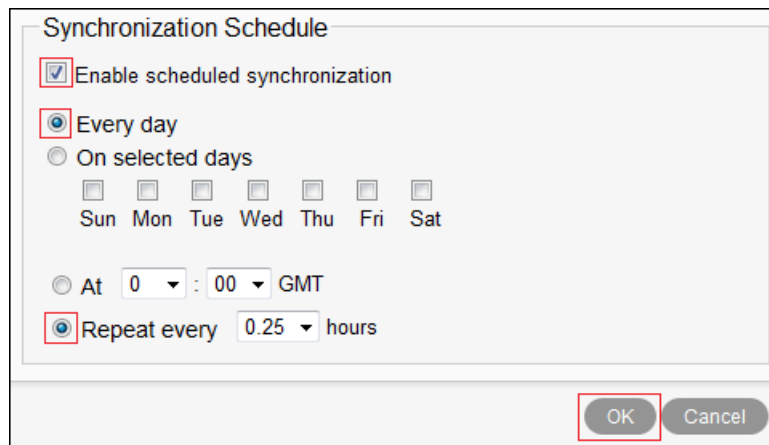 Synchronization Schedule
Enable scheduled synchronization
Every day
On selected days
Sun Mon Tue Wed Thu Fri Sat
At 0 : 00 GMT
Repeat every 0.25 hours
OK Cancel